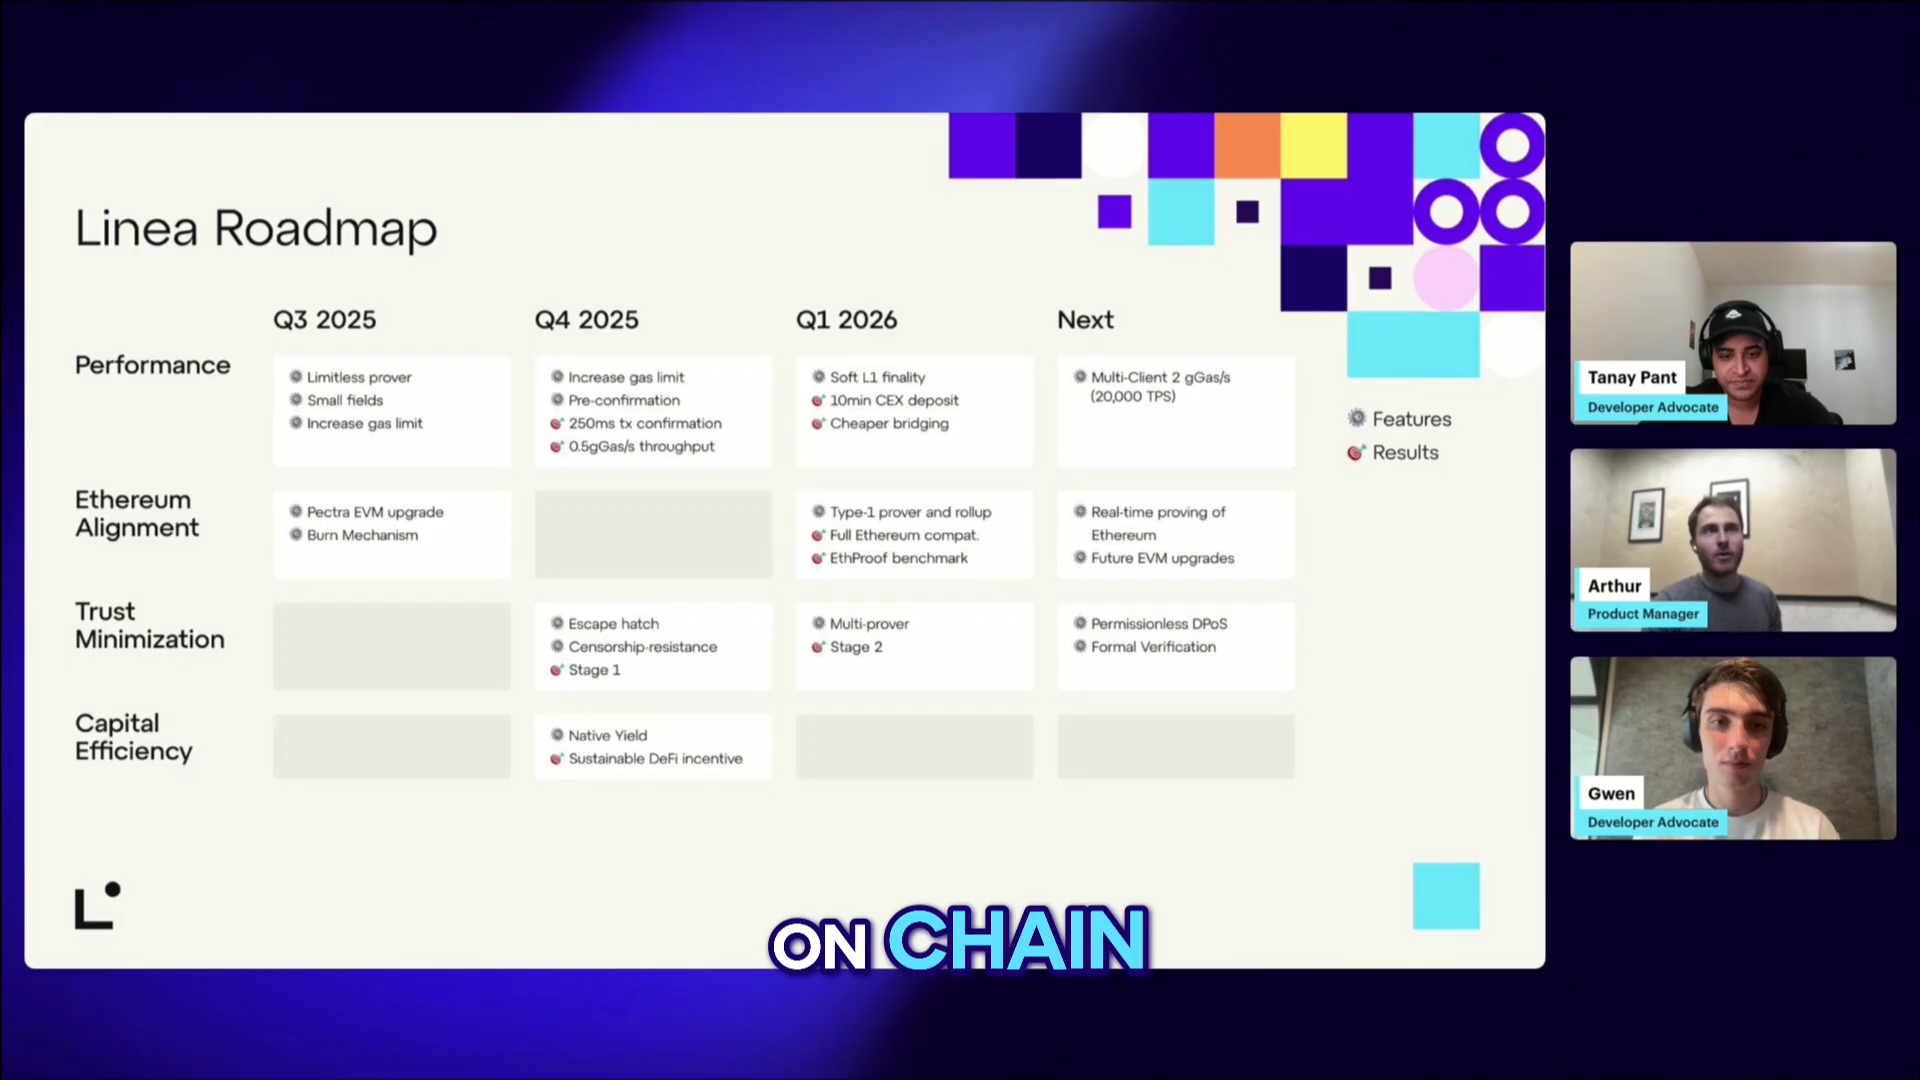 Linea Roadmap
Q3 2025
Q4 2025
Q1 2026
Next
Performance
Limitless prover
Small fields
Increase gas limit
Increase gas limit
Pre-confirmation
250ms tx confirmation
0.5gGas/s throughput
Soft L1 finality
10min CEX deposit
Cheaper bridging
Multi-Client 2 gGas/s
(20,000 TPS)
Features
Results
Ethereum
Alignment
Pectra EVM upgrade
Burn Mechanism
Type-1 prover and rollup
Full Ethereum compat.
EthProof benchmark
Real-time proving of
Ethereum
Future EVM upgrades
Trust
Minimization
Escape hatch
Censorship-resistance
Stage 1
Multi-prover
Stage 2
Permissionless DPoS
Formal Verification
Capital
Efficiency
Native Yield
Sustainable DeFi incentive
ON CHAIN
Tanay Pant
Developer Advocate
Arthur
Product Manager
Gwen
Developer Advocate